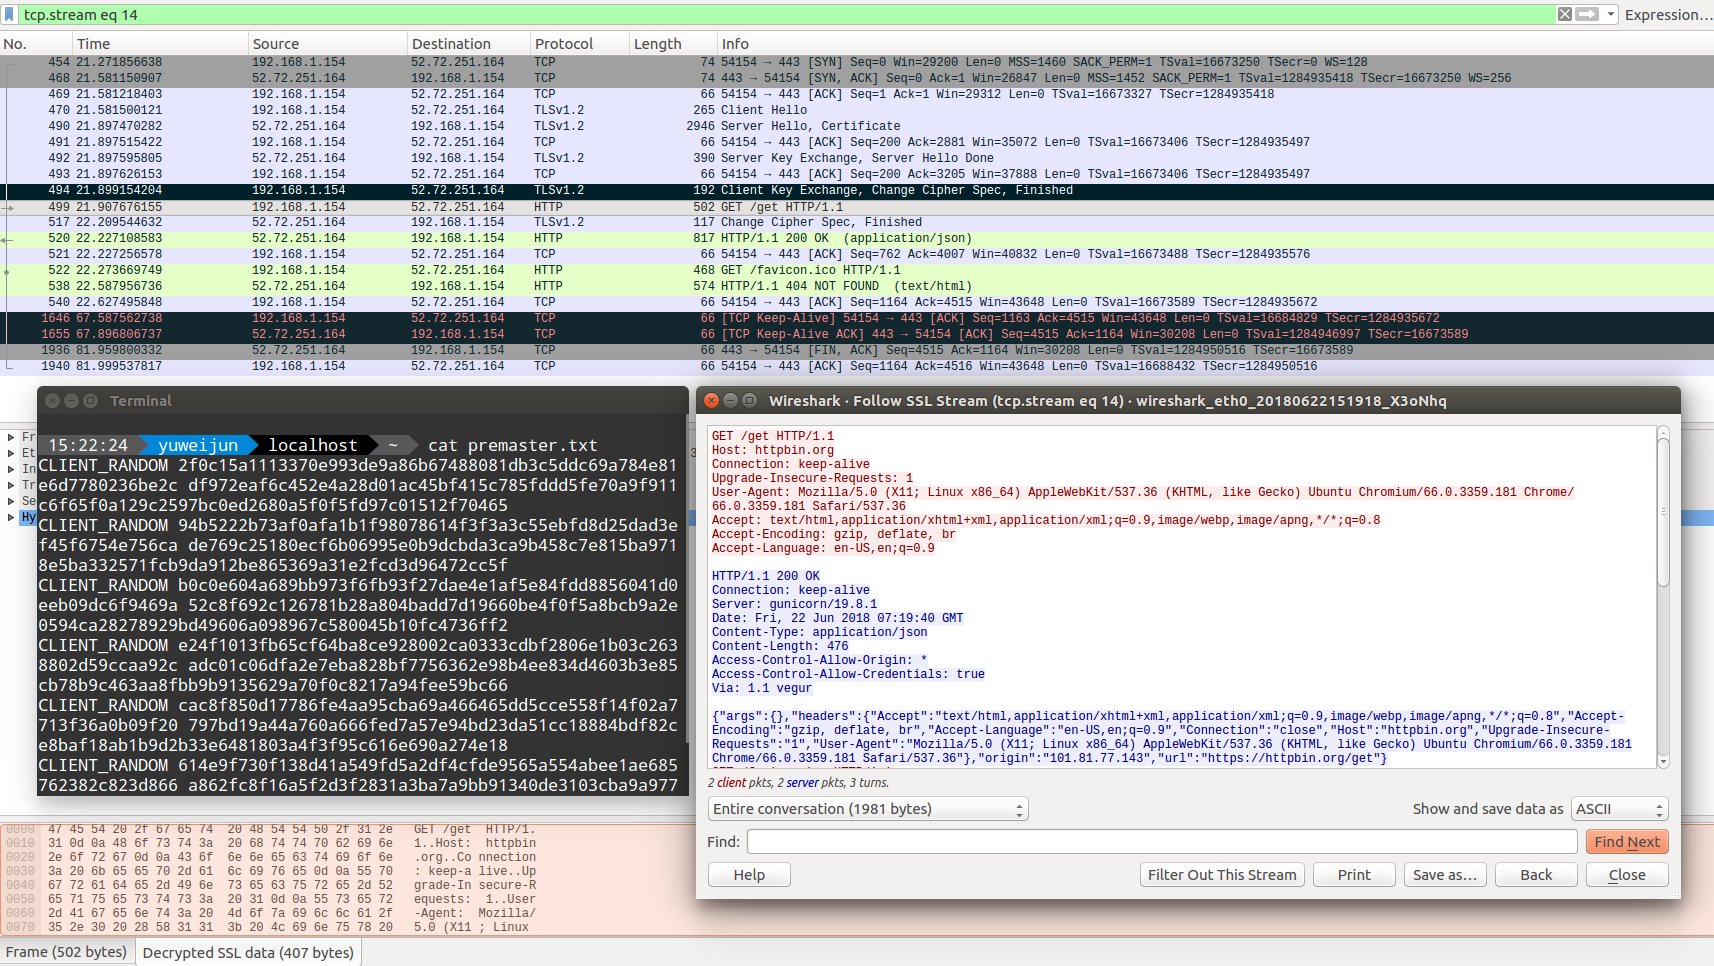 tcp.stream eq 14 Expression…
No. Time Source Destination Protocol Length Info
454 21.271856638 192.168.1.154 52.72.251.164 TCP 74 54154 → 443 [SYN] Seq=0 Win=29200 Len=0 MSS=1460 SACK_PERM=1 TSval=16673250 TSecr=0 WS=128
468 21.581150907 52.72.251.164 192.168.1.154 TCP 74 443 → 54154 [SYN, ACK] Seq=0 Ack=1 Win=26847 Len=0 MSS=1452 SACK_PERM=1 TSval=1284935418 TSecr=16673250 WS=256
469 21.581218403 192.168.1.154 52.72.251.164 TCP 66 54154 → 443 [ACK] Seq=1 Ack=1 Win=29312 Len=0 TSval=16673327 TSecr=1284935418
470 21.581500121 192.168.1.154 52.72.251.164 TLSv1.2 265 Client Hello
490 21.897470282 52.72.251.164 192.168.1.154 TLSv1.2 2946 Server Hello, Certificate
491 21.897515422 192.168.1.154 52.72.251.164 TCP 66 54154 → 443 [ACK] Seq=200 Ack=2881 Win=35072 Len=0 TSval=16673406 TSecr=1284935497
492 21.897595805 52.72.251.164 192.168.1.154 TLSv1.2 390 Server Key Exchange, Server Hello Done
493 21.897626153 192.168.1.154 52.72.251.164 TCP 66 54154 → 443 [ACK] Seq=200 Ack=3205 Win=37888 Len=0 TSval=16673406 TSecr=1284935497
494 21.899154204 192.168.1.154 52.72.251.164 TLSv1.2 192 Client Key Exchange, Change Cipher Spec, Finished
499 21.907676155 192.168.1.154 52.72.251.164 HTTP 502 GET /get HTTP/1.1
517 22.209544632 52.72.251.164 192.168.1.154 TLSv1.2 117 Change Cipher Spec, Finished
520 22.227108583 52.72.251.164 192.168.1.154 HTTP 817 HTTP/1.1 200 OK (application/json)
521 22.227256578 192.168.1.154 52.72.251.164 TCP 66 54154 → 443 [ACK] Seq=762 Ack=4007 Win=40832 Len=0 TSval=16673488 TSecr=1284935576
522 22.273669749 192.168.1.154 52.72.251.164 HTTP 468 GET /favicon.ico HTTP/1.1
538 22.587956736 52.72.251.164 192.168.1.154 HTTP 574 HTTP/1.1 404 NOT FOUND (text/html)
540 22.627495848 192.168.1.154 52.72.251.164 TCP 66 54154 → 443 [ACK] Seq=1164 Ack=4515 Win=43648 Len=0 TSval=16673589 TSecr=1284935672
1646 67.587562738 192.168.1.154 52.72.251.164 TCP 66 [TCP Keep-Alive] 54154 → 443 [ACK] Seq=1163 Ack=4515 Win=43648 Len=0 TSval=16684829 TSecr=1284935672
1655 67.896806737 52.72.251.164 192.168.1.154 TCP 66 [TCP Keep-Alive ACK] 443 → 54154 [ACK] Seq=4515 Ack=1164 Win=30208 Len=0 TSval=1284946997 TSecr=16673589
1936 81.959800332 52.72.251.164 192.168.1.154 TCP 66 443 → 54154 [FIN, ACK] Seq=4515 Ack=1164 Win=30208 Len=0 TSval=1284950516 TSecr=16673589
1940 81.999537817 192.168.1.154 52.72.251.164 TCP 66 54154 → 443 [ACK] Seq=1164 Ack=4516 Win=43648 Len=0 TSval=16688432 TSecr=1284950516
Fr
Et
In
Tr
Se
Hy
Terminal
15:22:24 yuweijun localhost ~ cat premaster.txt
CLIENT_RANDOM 2f0c15a1113370e993de9a86b67488081db3c5ddc69a784e81
e6d7780236be2c df972eaf6c452e4a28d01ac45bf415c785fddd5fe70a9f911
c6f65f0a129c2597bc0ed2680a5f0f5fd97c01512f70465
CLIENT_RANDOM 94b5222b73af0afa1b1f98078614f3f3a3c55ebfd8d25dad3e
f45f6754e756ca de769c25180ecf6b06995e0b9dcbda3ca9b458c7e815ba971
8e5ba332571fcb9da912be865369a31e2fcd3d96472cc5f
CLIENT_RANDOM b0c0e604a689bb973f6fb93f27dae4e1af5e84fdd8856041d0
eeb09dc6f9469a 52c8f692c126781b28a804badd7d19660be4f0f5a8bcb9a2e
0594ca28278929bd49606a098967c580045b10fc4736ff2
CLIENT_RANDOM e24f1013fb65cf64ba8ce928002ca0333cdbf2806e1b03c263
8802d59ccaa92c adc01c06dfa2e7eba828bf7756362e98b4ee834d4603b3e85
cb78b9c463aa8fbb9b9135629a70f0c8217a94fee59bc66
CLIENT_RANDOM cac8f850d17786fe4aa95cba69a466465dd5cce558f14f02a7
713f36a0b09f20 797bd19a44a760a666fed7a57e94bd23da51cc18884bdf82c
e8baf18ab1b9d2b33e6481803a4f3f95c616e690a274e18
CLIENT_RANDOM 614e9f730f138d41a549fd5a2df4cfde9565a554abee1ae685
762382c823d866 a862fc8f16a5f2d3f2831a3ba7a9bb91340de3103cba9a977
Wireshark · Follow SSL Stream (tcp.stream eq 14) · wireshark_eth0_20180622151918_X3oNhq
GET /get HTTP/1.1
Host: httpbin.org
Connection: keep-alive
Upgrade-Insecure-Requests: 1
User-Agent: Mozilla/5.0 (X11; Linux x86_64) AppleWebKit/537.36 (KHTML, like Gecko) Ubuntu Chromium/66.0.3359.181 Chrome/
66.0.3359.181 Safari/537.36
Accept: text/html,application/xhtml+xml,application/xml;q=0.9,image/webp,image/apng,*/*;q=0.8
Accept-Encoding: gzip, deflate, br
Accept-Language: en-US,en;q=0.9
HTTP/1.1 200 OK
Connection: keep-alive
Server: gunicorn/19.8.1
Date: Fri, 22 Jun 2018 07:19:40 GMT
Content-Type: application/json
Content-Length: 476
Access-Control-Allow-Origin: *
Access-Control-Allow-Credentials: true
Via: 1.1 vegur
{"args":{},"headers":{"Accept":"text/html,application/xhtml+xml,application/xml;q=0.9,image/webp,image/apng,*/*;q=0.8","Accept-
Encoding":"gzip, deflate, br","Accept-Language":"en-US,en;q=0.9","Connection":"close","Host":"httpbin.org","Upgrade-Insecure-
Requests":"1","User-Agent":"Mozilla/5.0 (X11; Linux x86_64) AppleWebKit/537.36 (KHTML, like Gecko) Ubuntu Chromium/66.0.3359.181
Chrome/66.0.3359.181 Safari/537.36"},"origin":"101.81.77.143","url":"https://httpbin.org/get"}
2 client pkts, 2 server pkts, 3 turns.
Entire conversation (1981 bytes) Show and save data as ASCII
Find: Find Next
Help Filter Out This Stream Print Save as… Back Close
0000 47 45 54 20 2f 67 65 74 20 48 54 54 50 2f 31 2e GET /get HTTP/1.
0010 31 0d 0a 48 6f 73 74 3a 20 68 74 74 70 62 69 6e 1..Host: httpbin
0020 2e 6f 72 67 0d 0a 43 6f 6e 6e 65 63 74 69 6f 6e .org..Co nnection
0030 3a 20 6b 65 65 70 2d 61 6c 69 76 65 0d 0a 55 70 : keep-a live..Up
0040 67 72 61 64 65 2d 49 6e 73 65 63 75 72 65 2d 52 grade-In secure-R
0050 65 71 75 65 73 74 73 3a 20 31 0d 0a 55 73 65 72 equests: 1..User
0060 2d 41 67 65 6e 74 3a 20 4d 6f 7a 69 6c 6c 61 2f -Agent: Mozilla/
0070 35 2e 30 20 28 58 31 31 3b 20 4c 69 6e 75 78 20 5.0 (X11 ; Linux
Frame (502 bytes) Decrypted SSL data (407 bytes)